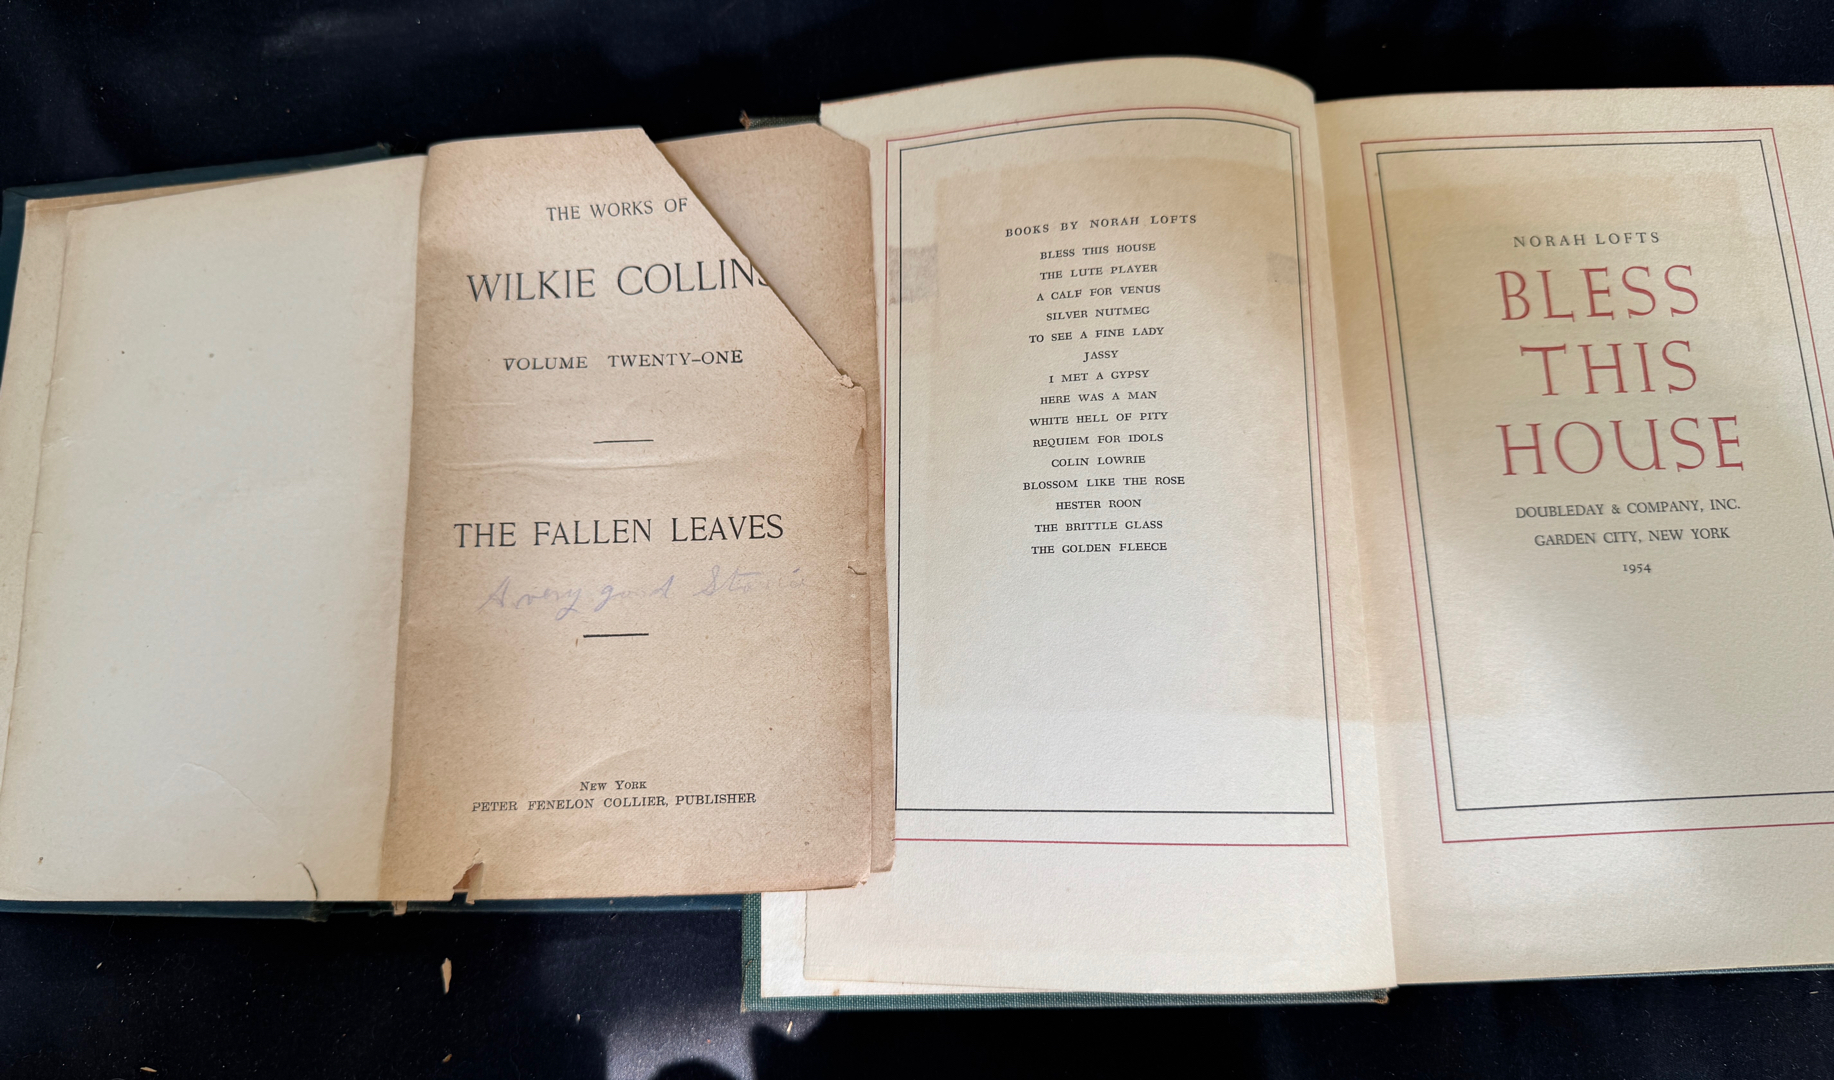 THE WORKS OF
WILKIE COLLINS
VOLUME TWENTY-ONE
THE FALLEN LEAVES
A very good
New York
PETER FENELON COLLIER, PUBLISHER
BOOKS BY NORAH LOFTS
BLESS THIS HOUSE
THE LUTE PLAYER
A CALF FOR VENUS
SILVER NUTMEG
TO SEE A FINE LADY
JASSY
I MET A GYPSY
HERE WAS A MAN
WHITE HELL OF PITY
REQUIEM FOR IDOLS
COLIN LOWRIE
BLOSSOM LIKE THE ROSE
HESTER ROON
THE BRITTLE GLASS
THE GOLDEN FLEECE
NORAH LOFTS
BLESS
THIS
HOUSE
DOUBLEDAY & COMPANY, INC.
GARDEN CITY, NEW YORK
1954